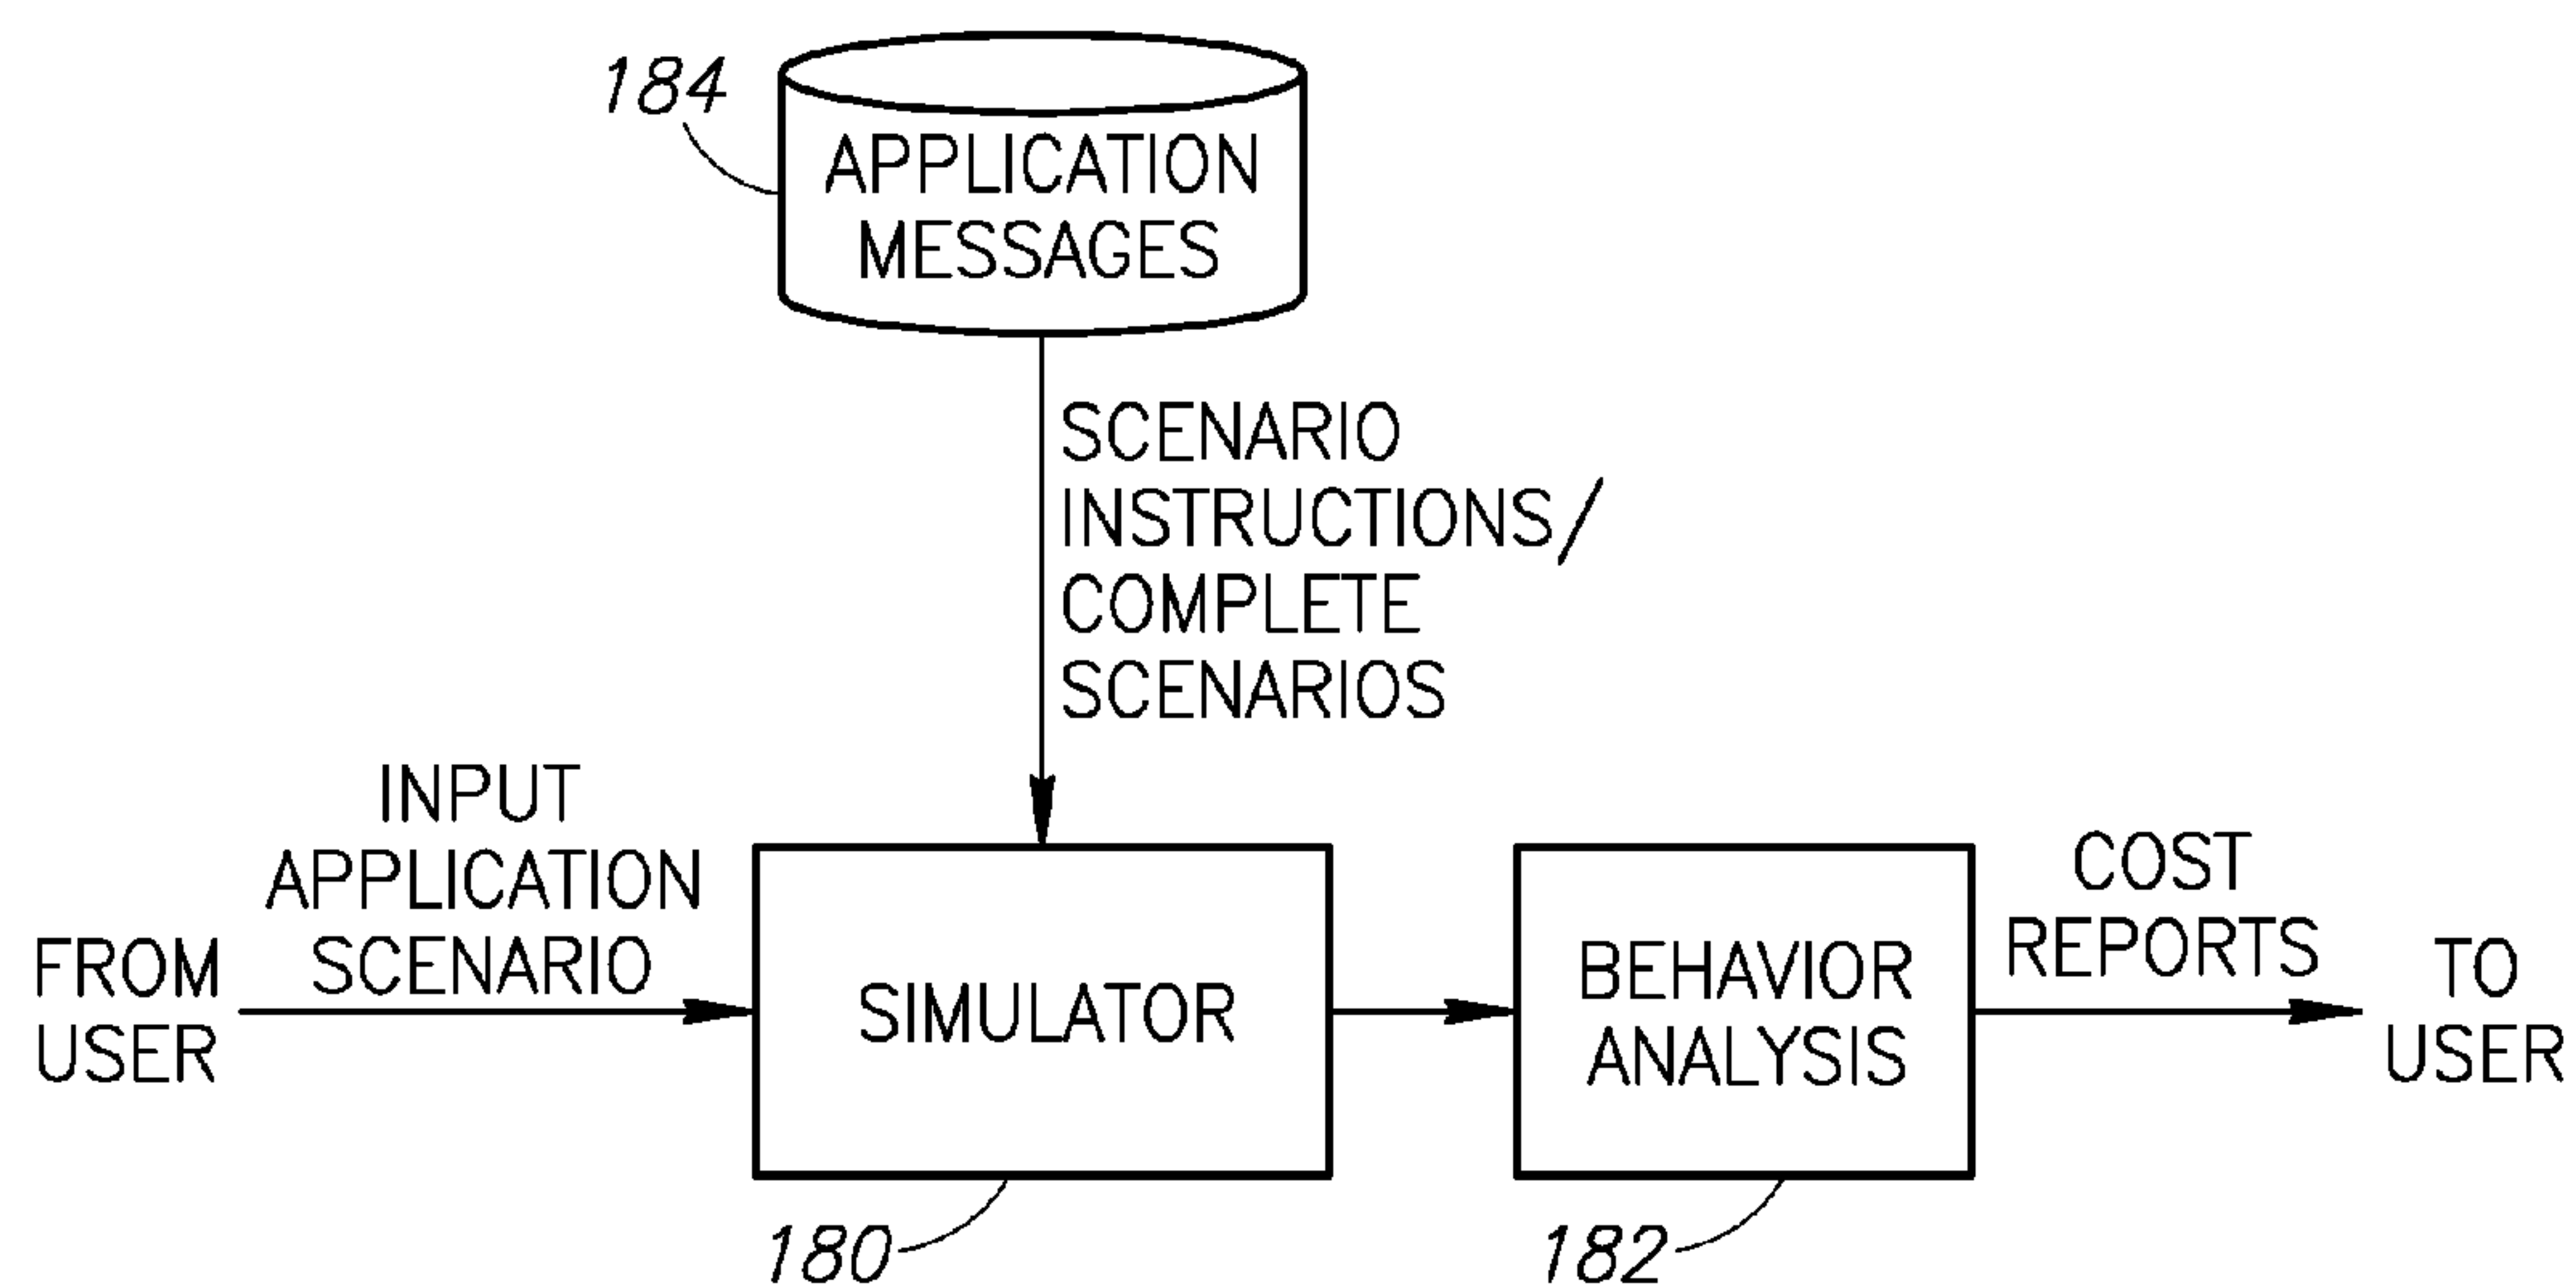 184
APPLICATION
MESSAGES
SCENARIO
INSTRUCTIONS/
COMPLETE
SCENARIOS
INPUT
APPLICATION
SCENARIO
FROM
USER
SIMULATOR
BEHAVIOR
ANALYSIS
COST
REPORTS
TO
USER
180
182